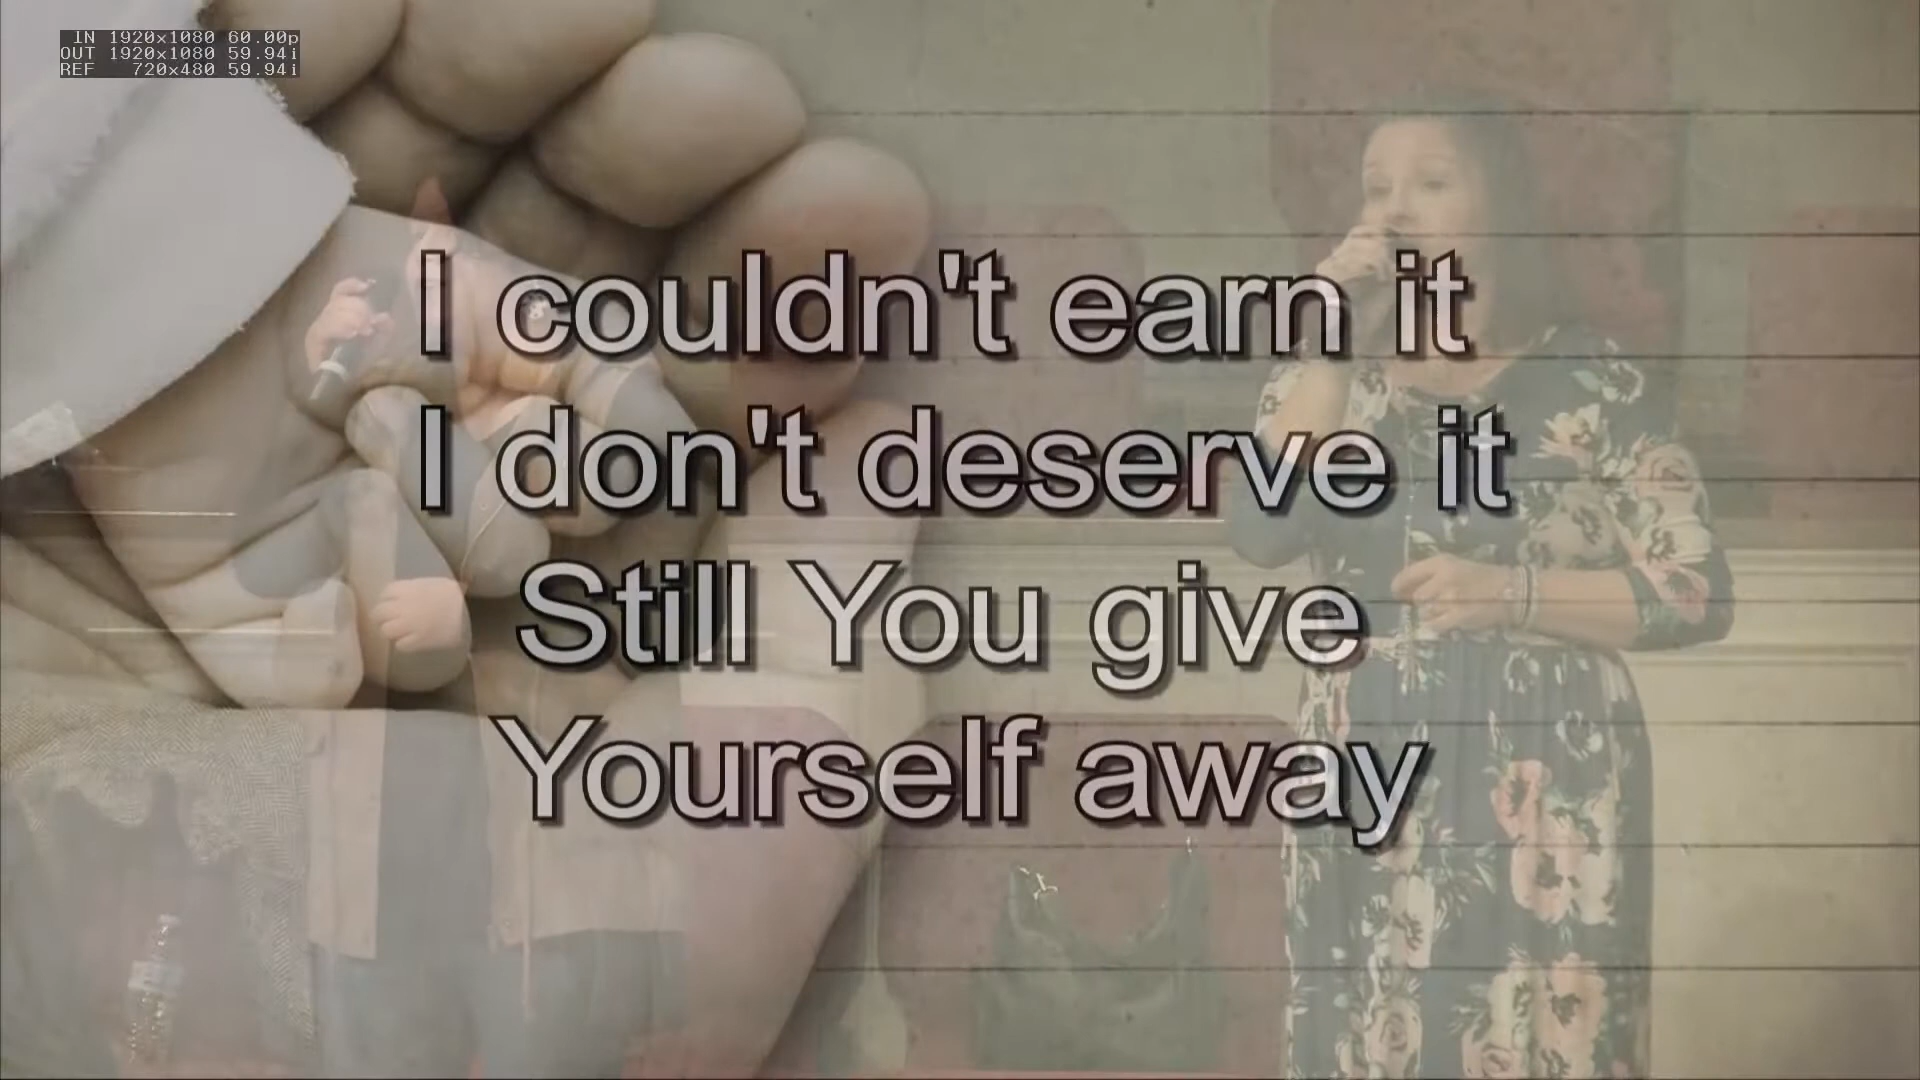 IN 1920x1080 60.00p
OUT 1920x1080 59.94i
REF 720x480 59.94i
I couldn't earn it
I don't deserve it
Still You give
Yourself away